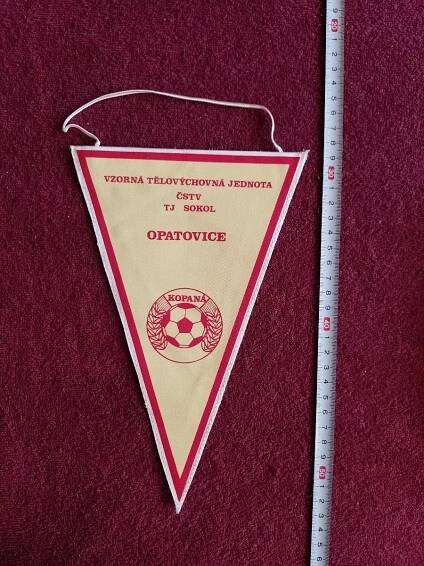 VZORNÁ TĚLOVÝCHOVNÁ JEDNOTA
ČSTV
TJ SOKOL
OPATOVICE
KOPANÁ